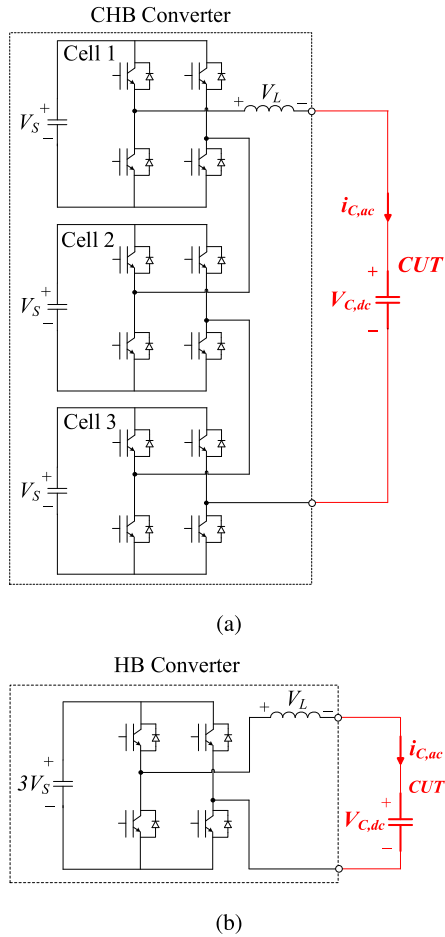 CHB Converter
Cell 1
V_S + −
+ V_L −
i_C,ac
CUT
+ V_C,dc −
Cell 2
V_S + −
Cell 3
V_S + −
(a)
HB Converter
3V_S + −
+ V_L −
i_C,ac
CUT
+ V_C,dc −
(b)